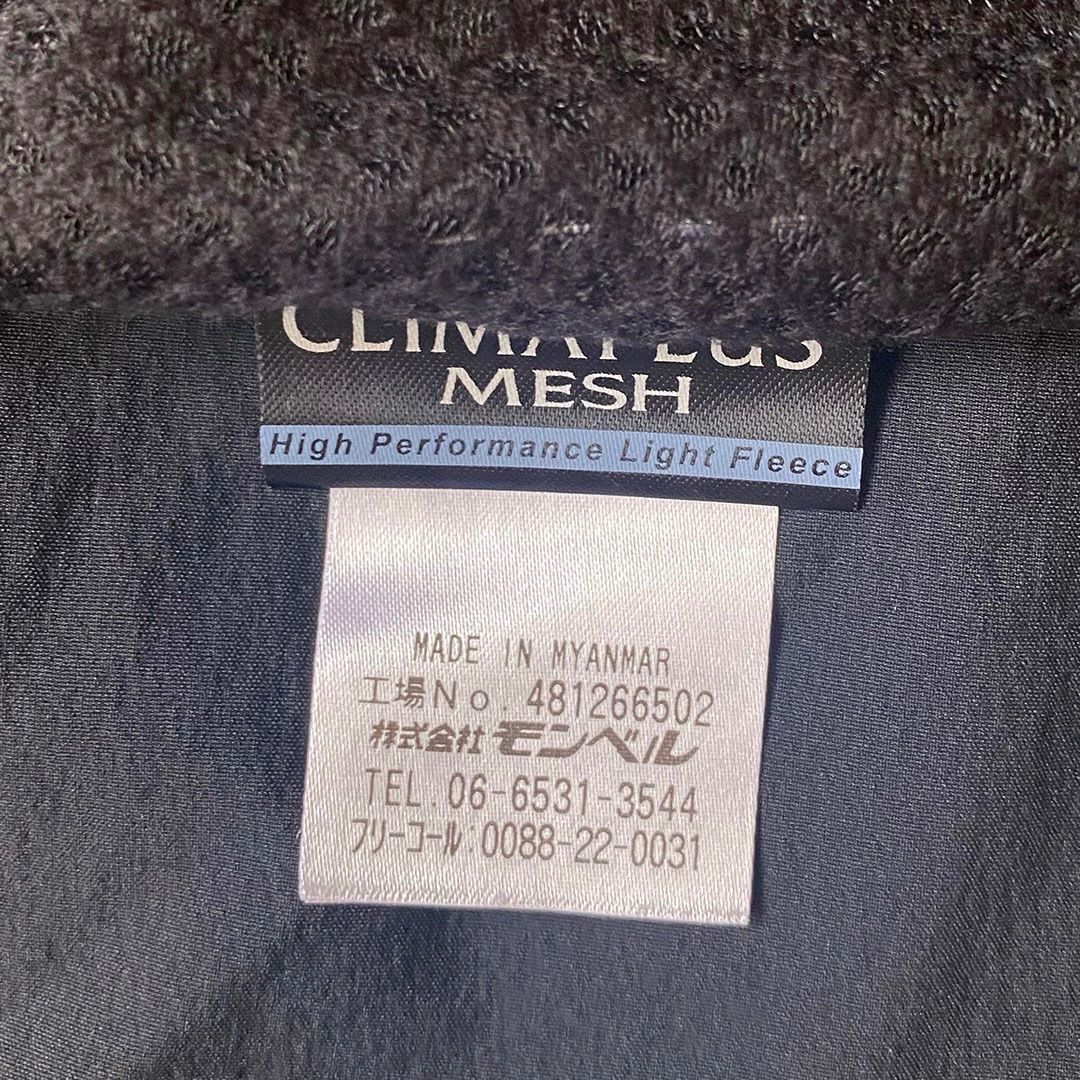 CLIMAPLUS
MESH
High Performance Light Fleece
MADE IN MYANMAR
工場No. 481266502
株式会社モンベル
TEL. 06-6531-3544
フリーコール:0088-22-0031